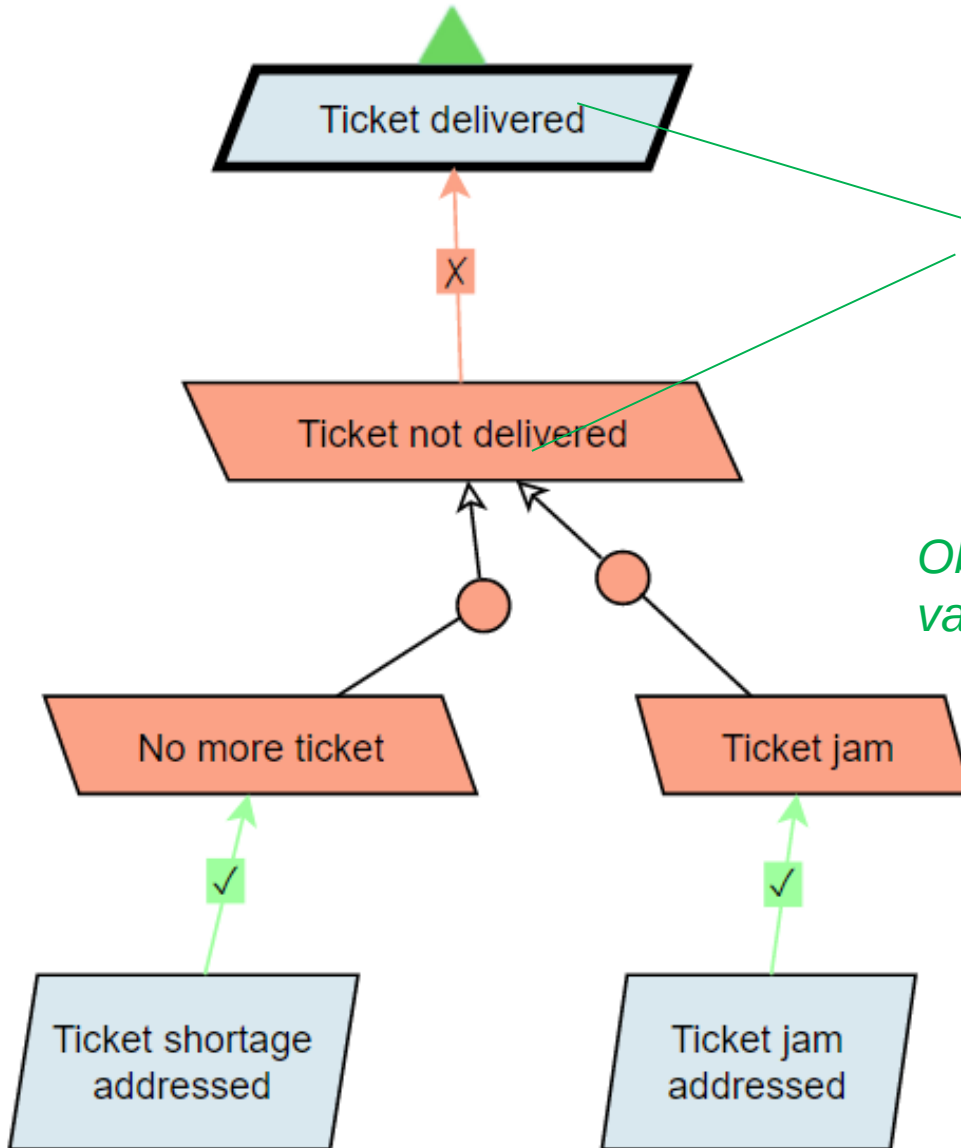 Ticket delivered
X
Ticket not delivered
No more ticket
Ticket jam
✓
✓
Ticket shortage
addressed
Ticket jam
addressed